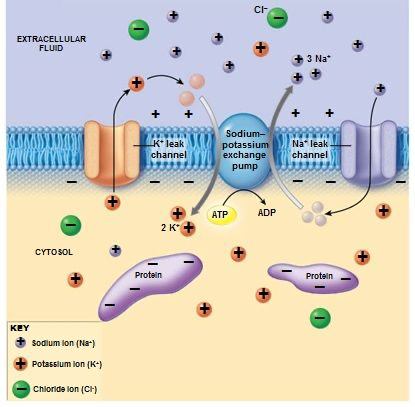 Cl⁻
EXTRACELLULAR
FLUID
3 Na⁺
K⁺ leak
channel
Sodium–
potassium
exchange
pump
Na⁺ leak
channel
ATP
ADP
2 K⁺
CYTOSOL
Protein
Protein
KEY
Sodium ion (Na⁺)
Potassium ion (K⁺)
Chloride ion (Cl⁻)